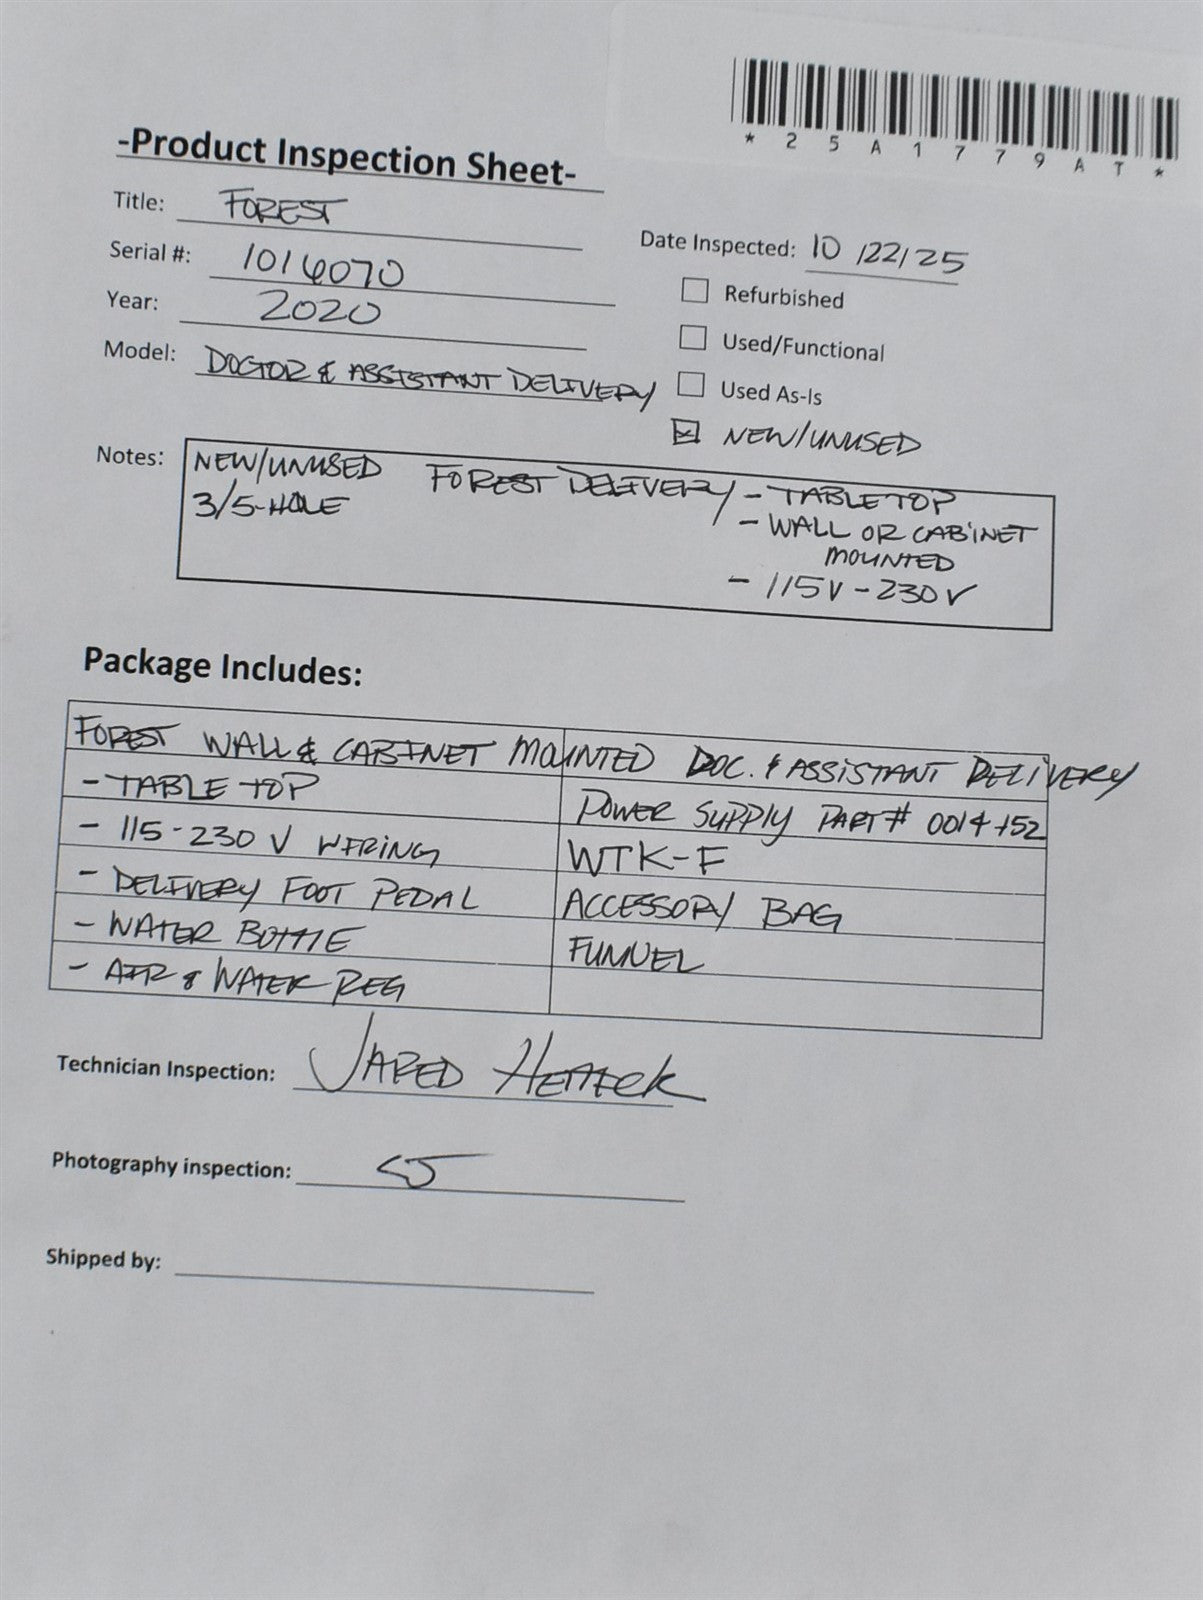 *25A1779AT*
-Product Inspection Sheet-
Title: FOREST
Date Inspected: 10/22/25
Serial #: 1016070
Refurbished
Year: 2020
Used/Functional
Model: DOCTOR & ASSISTANT DELIVERY
Used As-Is
NEW/UNUSED
Notes: NEW/UNUSED FOREST DELIVERY - TABLE TOP
3/5-HOLE
- WALL OR CABINET
MOUNTED
- 115V-230V
Package Includes:
FOREST WALL & CABINET MOUNTED DOC. & ASSISTANT DELIVERY
- TABLE TOP
POWER SUPPLY PART# 0014152
- 115-230 V WIRING
WTK-F
- DELIVERY FOOT PEDAL
ACCESSORY BAG
- WATER BOTTLE
FUNNEL
- AIR & WATER REG
Technician Inspection: JARED
Photography inspection:
Shipped by: